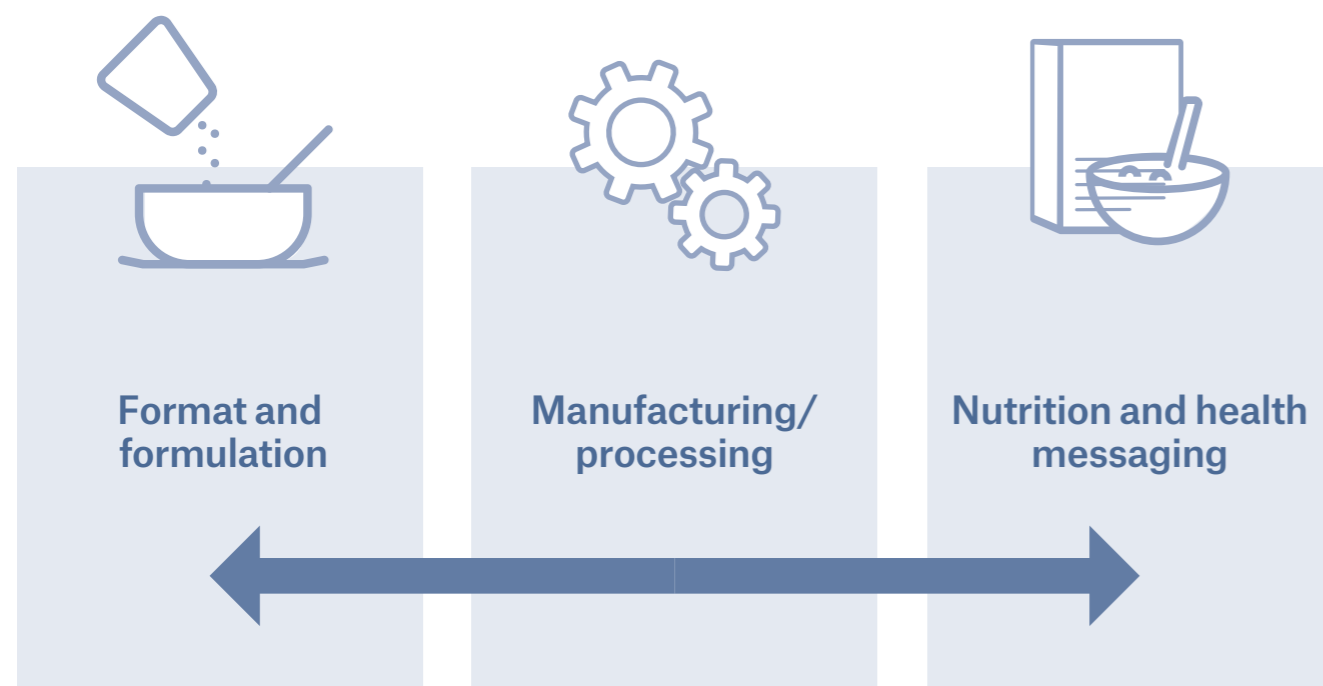 Format and
formulation
Manufacturing/
processing
Nutrition and health
messaging